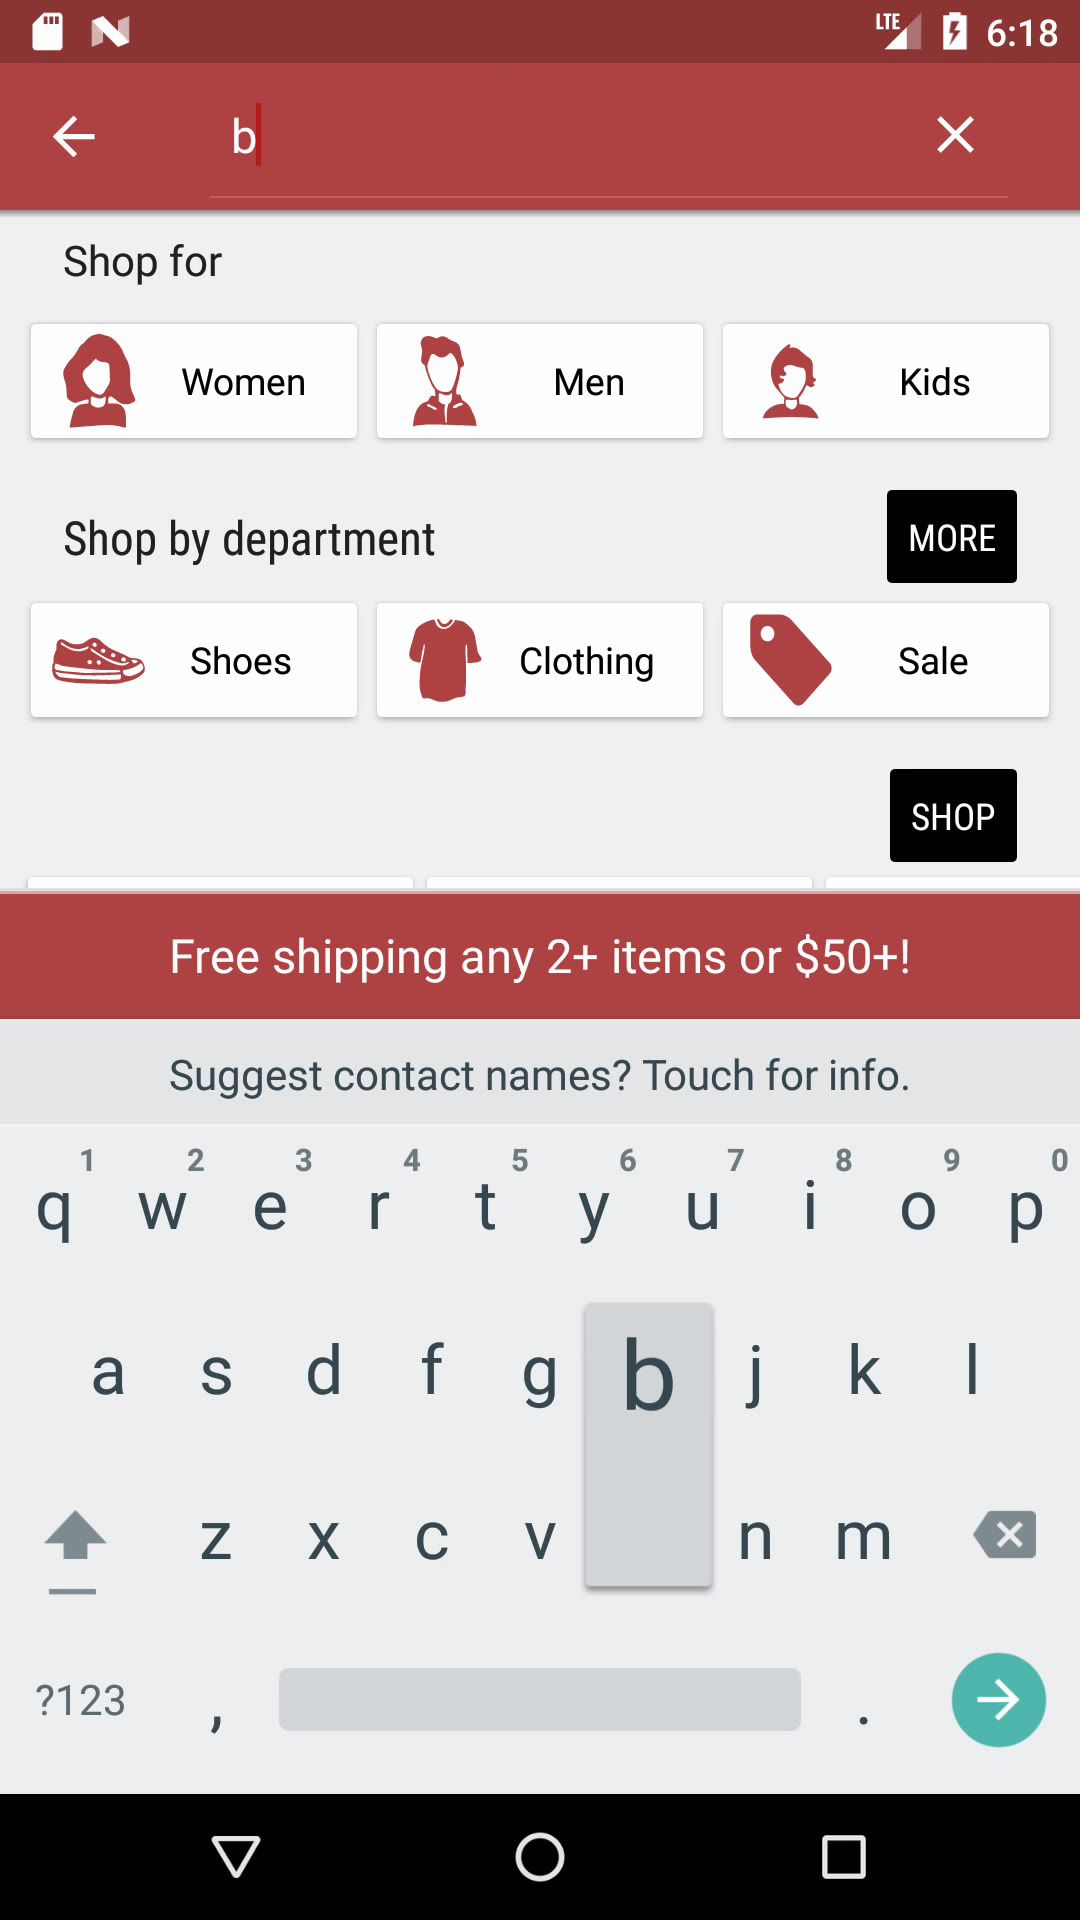 LTE 6:18
b
Shop for
Women Men Kids
Shop by department MORE
Shoes Clothing Sale
SHOP
Free shipping any 2+ items or $50+!
Suggest contact names? Touch for info.
1 2 3 4 5 6 7 8 9 0
q w e r t y u i o p
a s d f g b j k l
z x c v n m
?123 , .